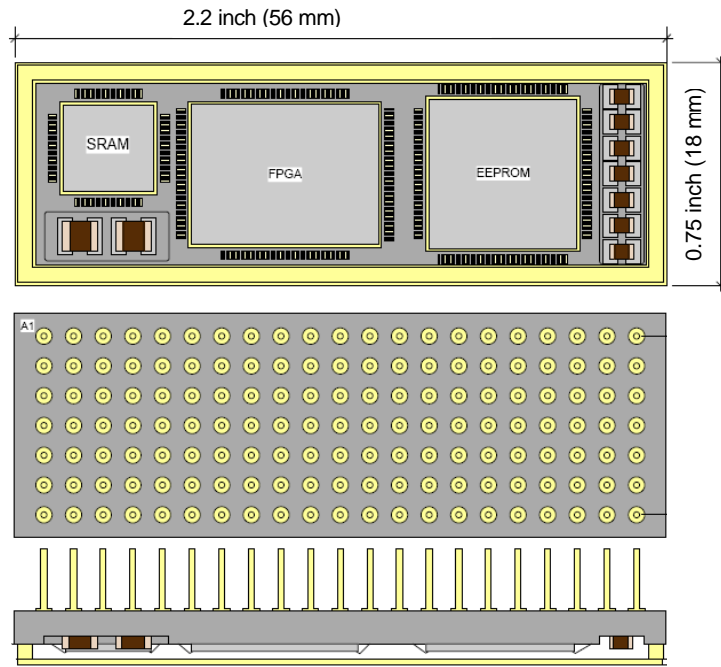 2.2 inch (56 mm)
SRAM
FPGA
EEPROM
0.75 inch (18 mm)
A1